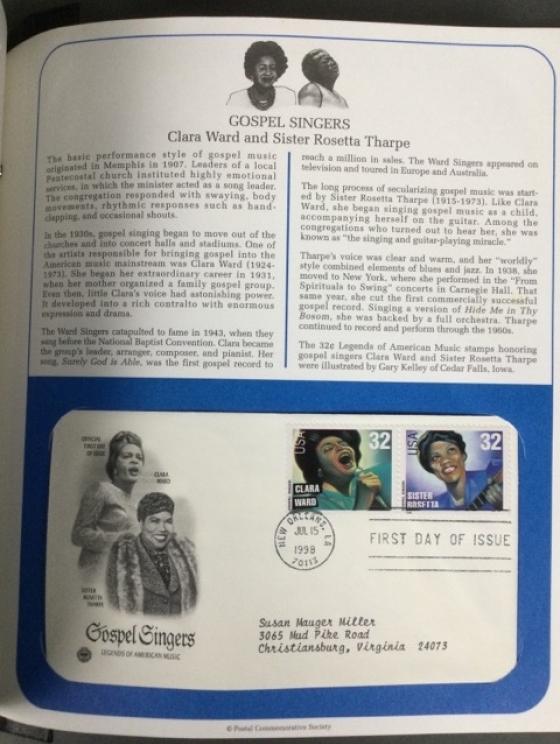 GOSPEL SINGERS
Clara Ward and Sister Rosetta Tharpe
The basic performance style of gospel music
originated in Memphis in 1907. Leaders of a local
Pentecostal church instituted highly emotional
services, in which the minister acted as a song leader.
The congregation responded with swaying, body
movements, rhythmic responses such as hand-
clapping, and occasional shouts.
In the 1930s, gospel singing began to move out of the
churches and into concert halls and stadiums. One of
the artists responsible for bringing gospel into the
American music mainstream was Clara Ward (1924-
1973). She began her extraordinary career in 1931,
when her mother organized a family gospel group.
Even then, little Clara's voice had astonishing power.
It developed into a rich contralto with enormous
expression and drama.
The Ward Singers catapulted to fame in 1943, when they
sang before the National Baptist Convention. Clara became
the group's leader, arranger, composer, and pianist. Her
song, Surely God is Able, was the first gospel record to
reach a million in sales. The Ward Singers appeared on
television and toured in Europe and Australia.
The long process of secularizing gospel music was start-
ed by Sister Rosetta Tharpe (1915-1973). Like Clara
Ward, she began singing gospel music as a child,
accompanying herself on the guitar. Among the
congregations who turned out to hear her, she was
known as "the singing and guitar-playing miracle."
Tharpe's voice was clear and warm, and her "worldly"
style combined elements of blues and jazz. In 1938, she
moved to New York, where she performed in the "From
Spirituals to Swing" concerts in Carnegie Hall. That
same year, she cut the first commercially successful
gospel record. Singing a version of Hide Me in Thy
Bosom, she was backed by a full orchestra. Tharpe
continued to record and perform through the 1960s.
The 32¢ Legends of American Music stamps honoring
gospel singers Clara Ward and Sister Rosetta Tharpe
were illustrated by Gary Kelley of Cedar Falls, Iowa.
OFFICIAL
FIRST DAY
OF ISSUE
CLARA
WARD
SISTER
ROSETTA
THARPE
Gospel Singers
LEGENDS OF AMERICAN MUSIC
USA 32
CLARA
WARD
USA 32
SISTER
ROSETTA
NEW ORLEANS, LA
JUL 15
1998
70113
FIRST DAY OF ISSUE
Susan Mauger Miller
3065 Mud Pike Road
Christiansburg, Virginia 24073
© Postal Commemorative Society